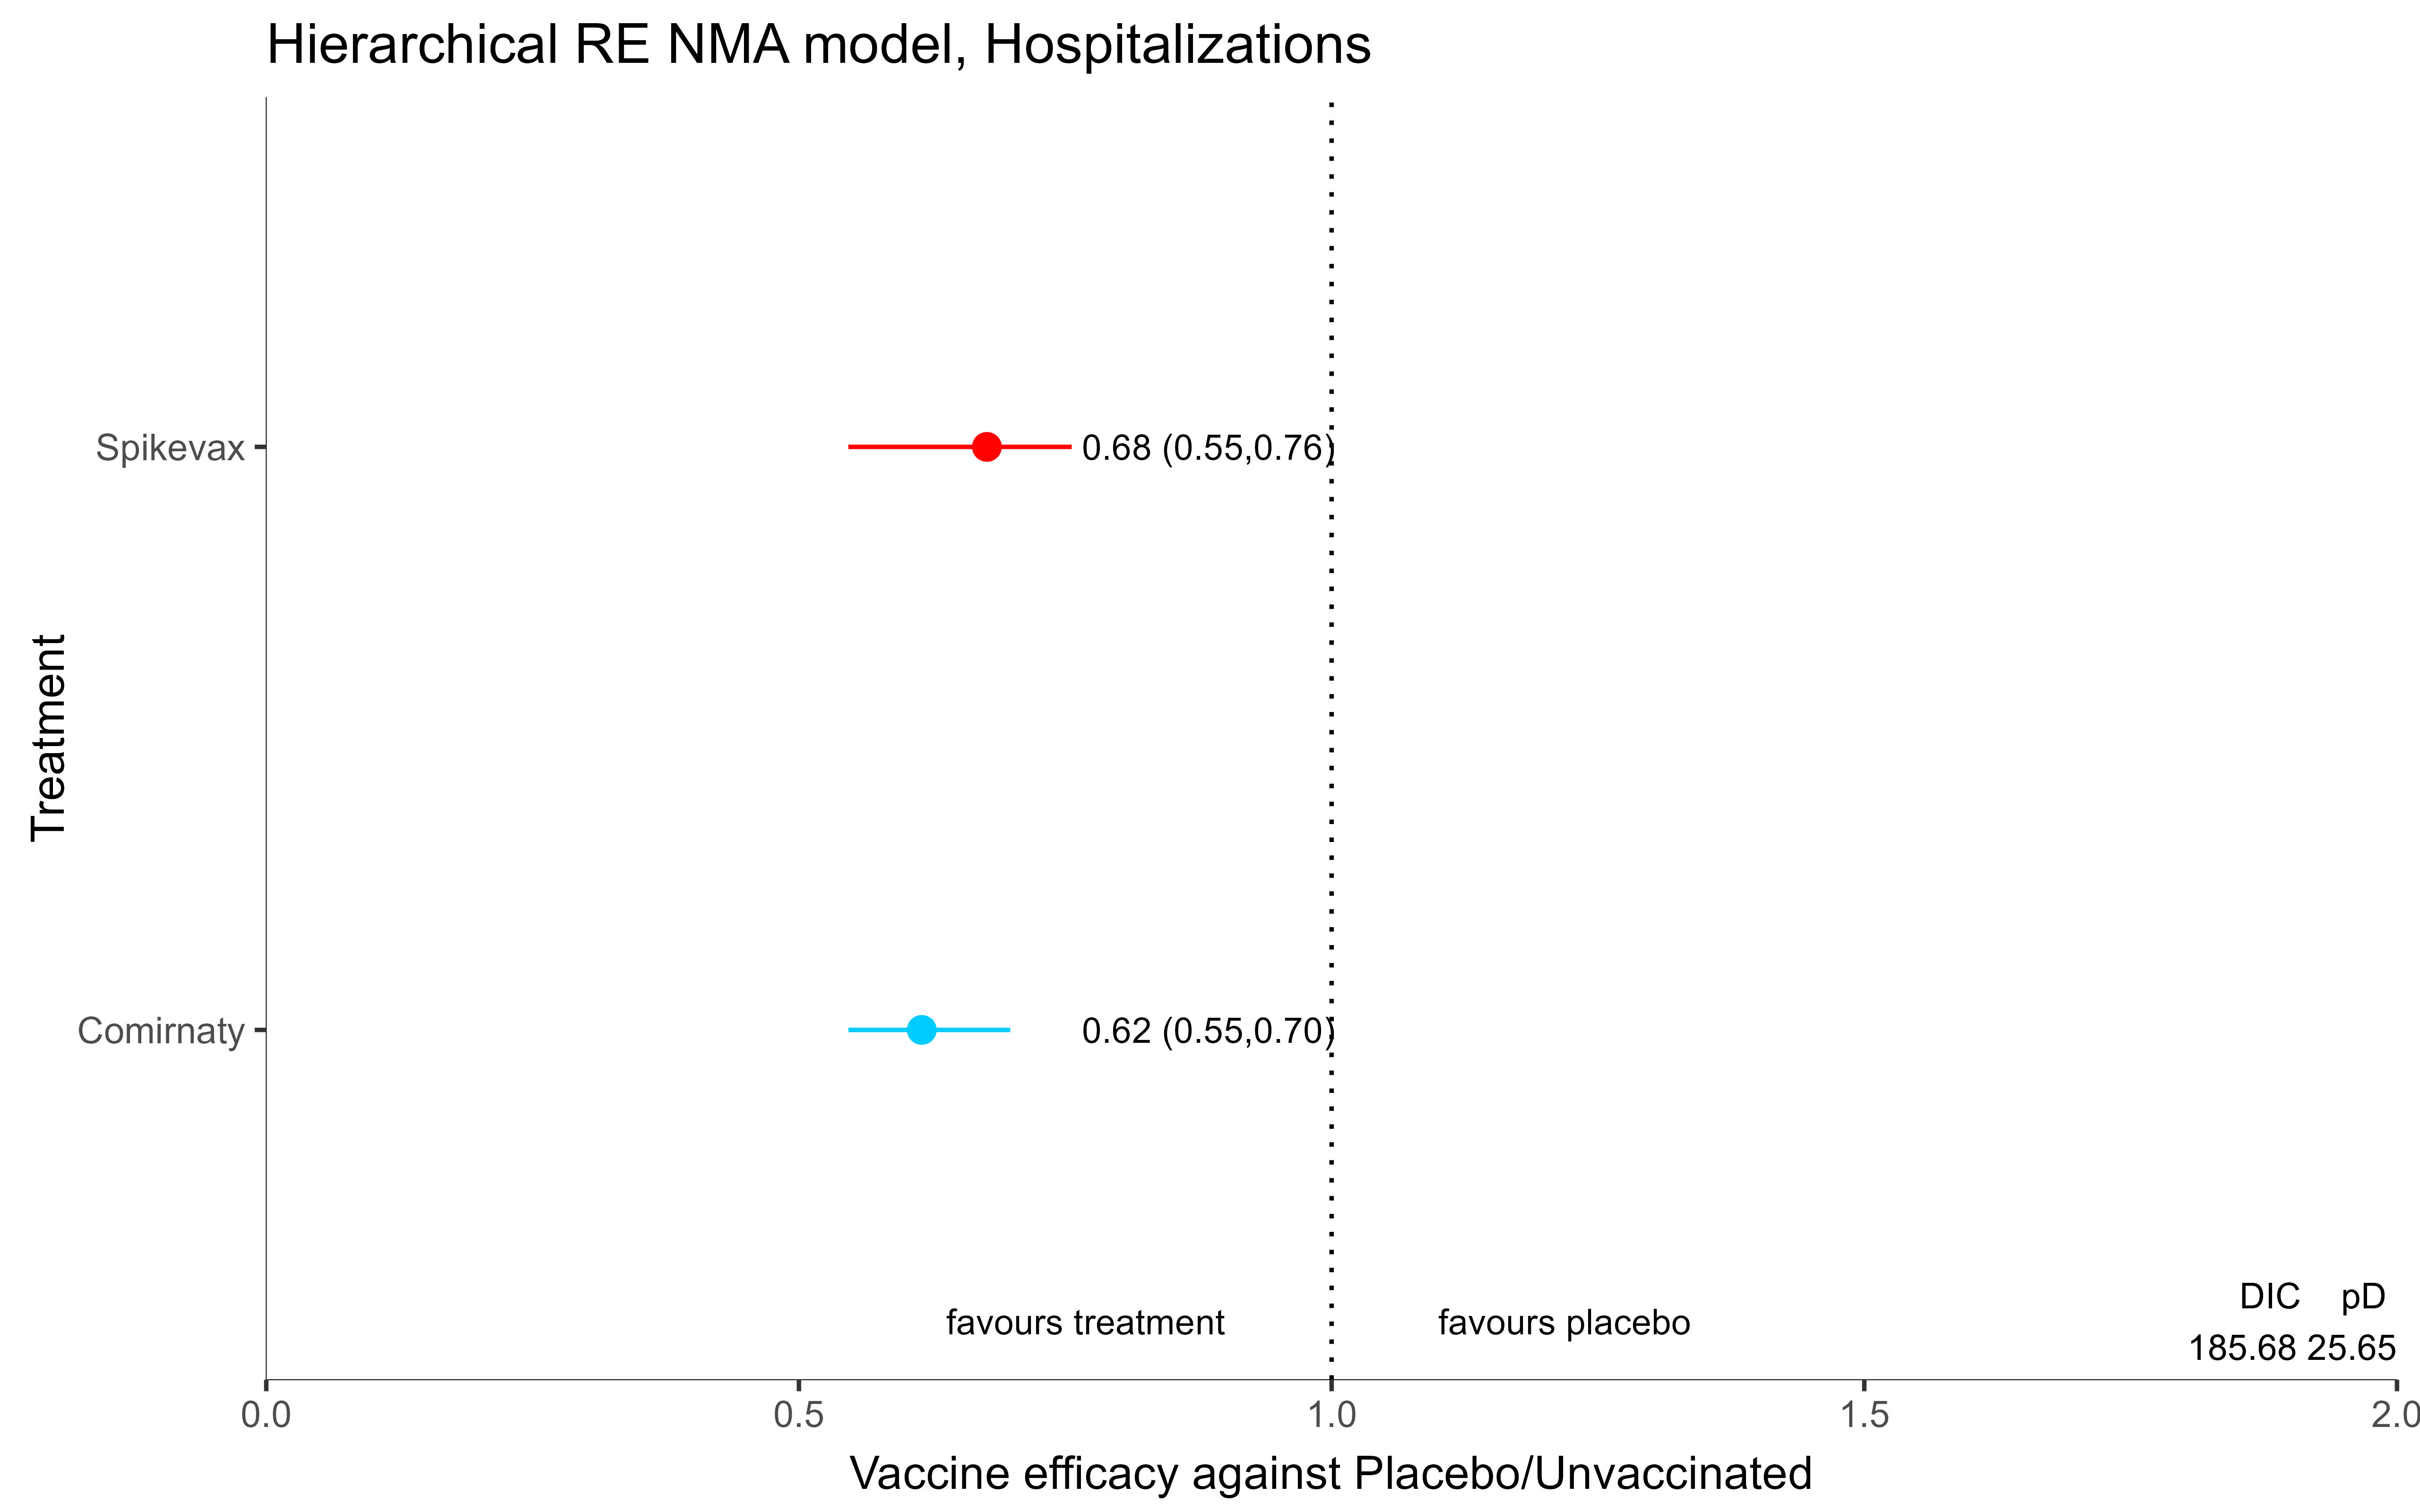 Hierarchical RE NMA model, Hospitalizations
Treatment
Spikevax
0.68 (0.55,0.76)
Comirnaty
0.62 (0.55,0.70)
favours treatment
favours placebo
DIC pD
185.68 25.65
0.0 0.5 1.0 1.5 2.0
Vaccine efficacy against Placebo/Unvaccinated